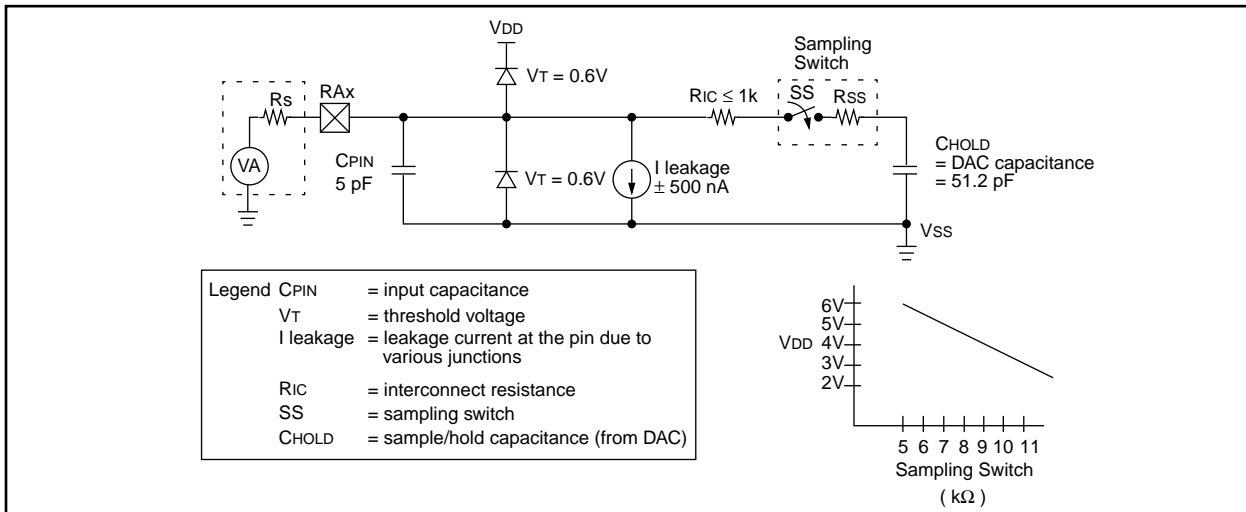 VDD
Sampling
Switch
VT = 0.6V
Rs
RAx
RIC ≤ 1k
SS
RSS
VA
CPIN
5 pF
VT = 0.6V
I leakage
± 500 nA
CHOLD
= DAC capacitance
= 51.2 pF
VSS
Legend CPIN = input capacitance
VT = threshold voltage
I leakage = leakage current at the pin due to
various junctions
RIC = interconnect resistance
SS = sampling switch
CHOLD = sample/hold capacitance (from DAC)
6V
5V
VDD 4V
3V
2V
5 6 7 8 9 10 11
Sampling Switch
( kΩ )